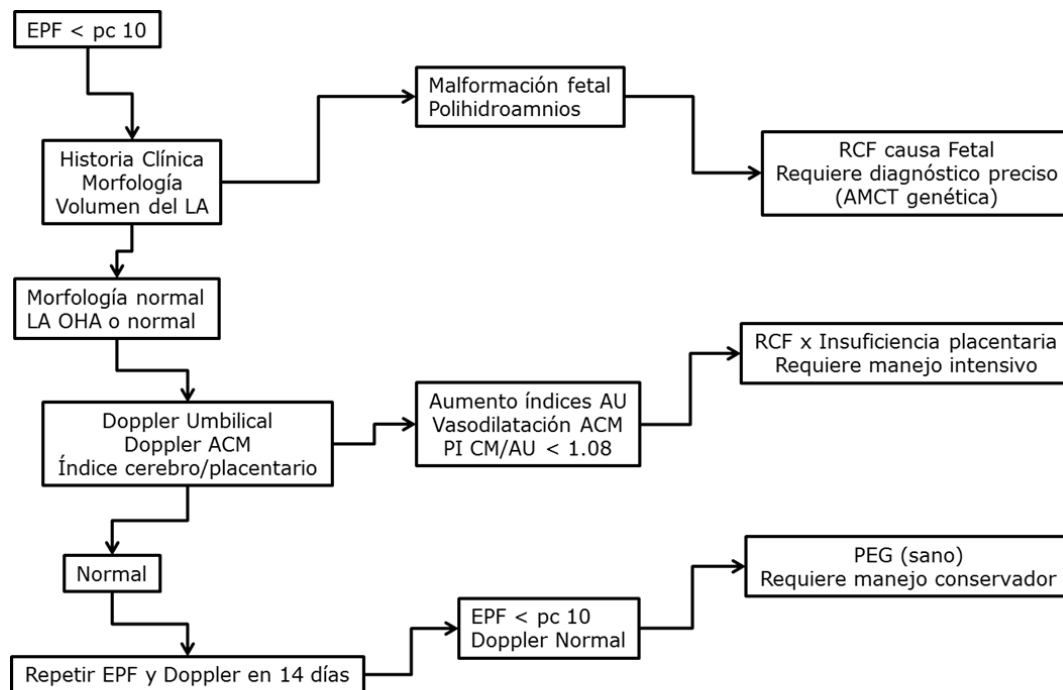 EPF < pc 10
Historia Clínica
Morfología
Volumen del LA
Malformación fetal
Polihidroamnios
RCF causa Fetal
Requiere diagnóstico preciso
(AMCT genética)
Morfología normal
LA OHA o normal
Doppler Umbilical
Doppler ACM
Índice cerebro/placentario
Aumento índices AU
Vasodilatación ACM
PI CM/AU < 1.08
RCF x Insuficiencia placentaria
Requiere manejo intensivo
Normal
Repetir EPF y Doppler en 14 días
EPF < pc 10
Doppler Normal
PEG (sano)
Requiere manejo conservador